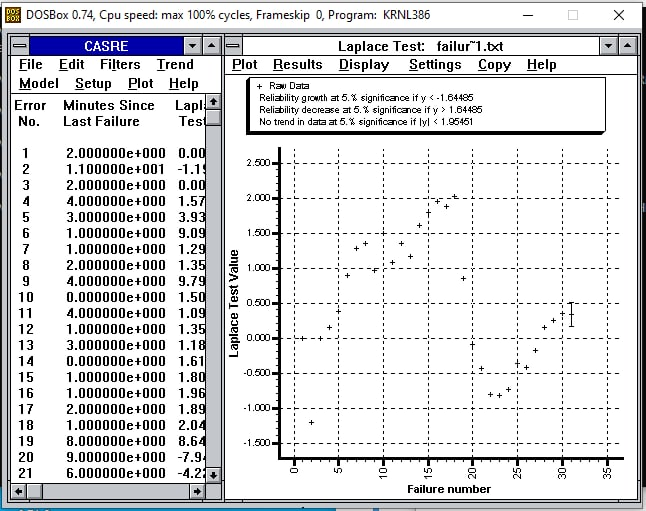 DOSBox 0.74, Cpu speed: max 100% cycles, Frameskip 0, Program: KRNL386
CASRE
File Edit Filters Trend
Model Setup Plot Help
Error Minutes Since Lapl
No. Last Failure Test
1 2.000000e+000 0.00
2 1.100000e+001 -1.19
3 2.000000e+000 0.00
4 4.000000e+000 1.57
5 3.000000e+000 3.93
6 1.000000e+000 9.09
7 1.000000e+000 1.29
8 2.000000e+000 1.35
9 4.000000e+000 9.79
10 0.000000e+000 1.50
11 4.000000e+000 1.09
12 1.000000e+000 1.35
13 3.000000e+000 1.18
14 0.000000e+000 1.61
15 1.000000e+000 1.80
16 1.000000e+000 1.96
17 2.000000e+000 1.89
18 1.000000e+000 2.04
19 8.000000e+000 8.64
20 9.000000e+000 -7.94
21 6.000000e+000 -4.22
Laplace Test: failur~1.txt
Plot Results Display Settings Copy Help
+ Raw Data
Reliability growth at 5.% significance if y < -1.64485
Reliability decrease at 5.% significance if y > 1.64485
No trend in data at 5.% significance if |y| < 1.95451
Laplace Test Value
2.500
2.000
1.500
1.000
0.500
0.000
-0.500
-1.000
-1.500
0 5 10 15 20 25 30 35
Failure number